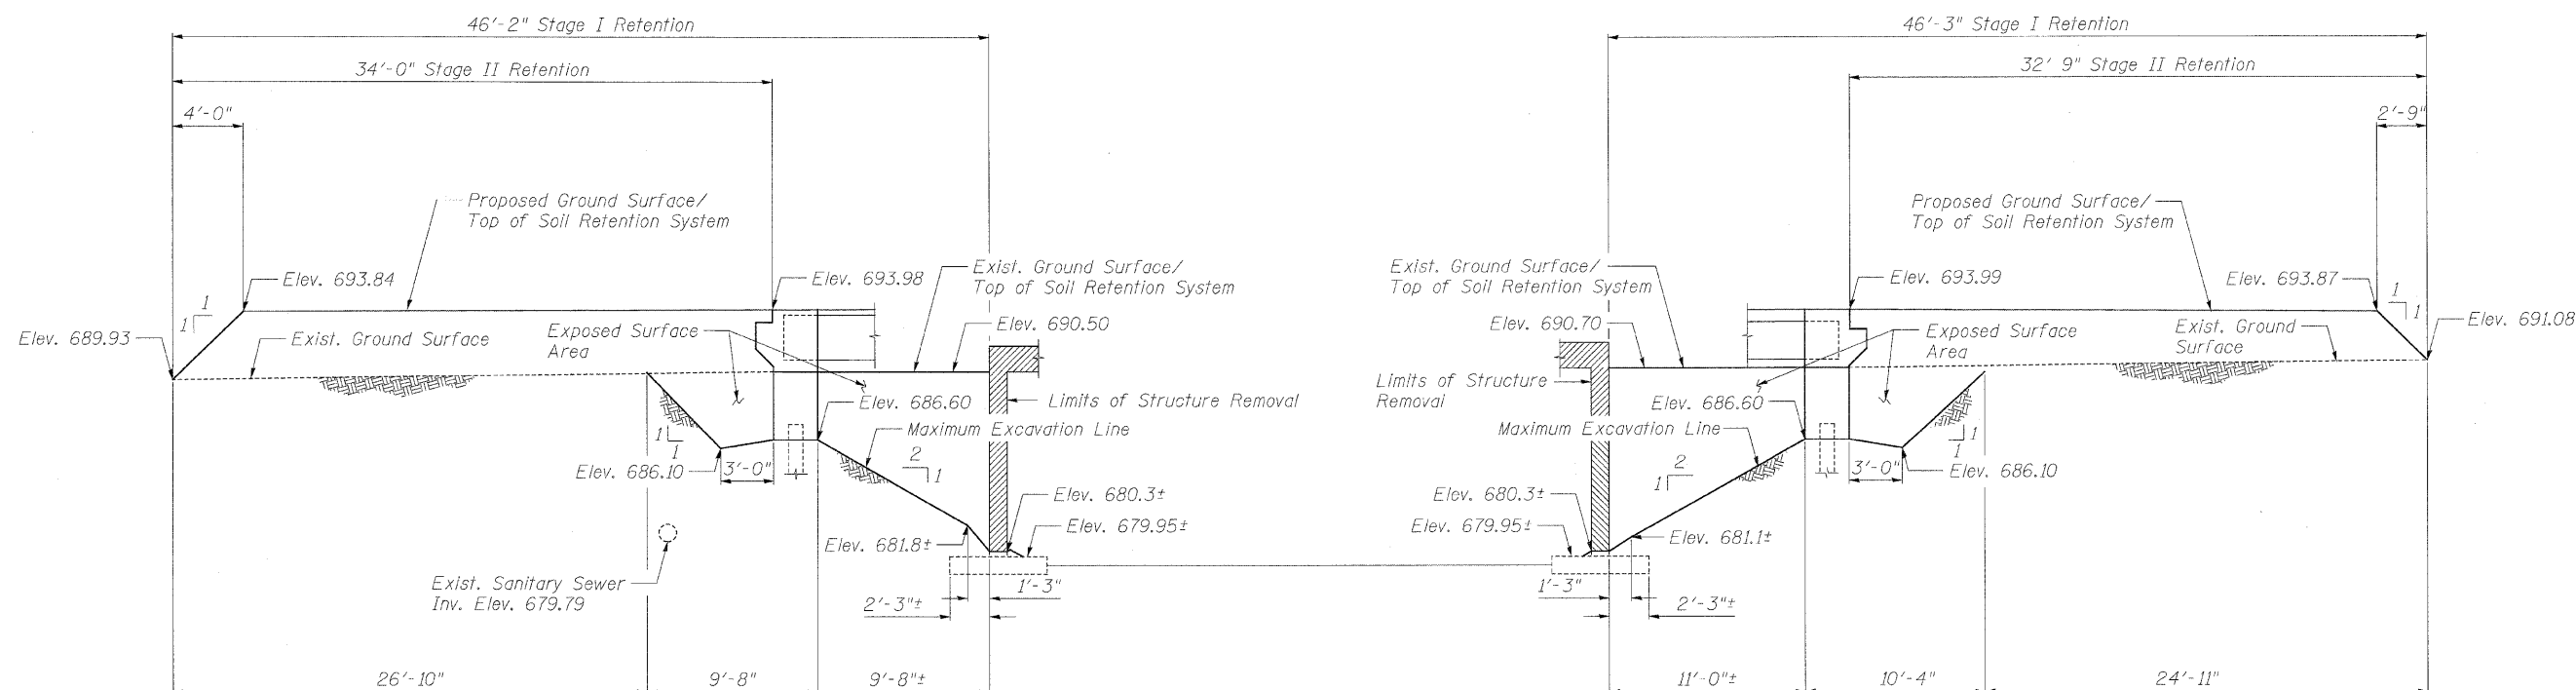 46'-2" Stage I Retention
46'-3" Stage I Retention
34'-0" Stage II Retention
32' 9" Stage II Retention
4'-0"
2'-9"
Proposed Ground Surface/
Top of Soil Retention System
Proposed Ground Surface/
Top of Soil Retention System
Elev. 693.84
Elev. 693.98
Exist. Ground Surface/
Top of Soil Retention System
Exist. Ground Surface/
Top of Soil Retention System
Elev. 693.99
Elev. 693.87
1
1
Elev. 689.93
Exist. Ground Surface
Exposed Surface
Area
Elev. 690.50
Elev. 690.70
Exposed Surface
Area
Exist. Ground
Surface
1
1
Elev. 691.08
Elev. 686.60
Limits of Structure Removal
Limits of Structure
Removal
Elev. 686.60
Maximum Excavation Line
Maximum Excavation Line
1
1
2
1
2
1
1
1
Elev. 686.10
3'-0"
3'-0"
Elev. 686.10
Elev. 680.3±
Elev. 679.95±
Elev. 680.3±
Elev. 679.95±
Elev. 681.8±
Elev. 681.1±
Exist. Sanitary Sewer
Inv. Elev. 679.79
1'-3"
2'-3"±
1'-3"
2'-3"±
26'-10"
9'-8"
9'-8"±
11'-0"±
10'-4"
24'-11"